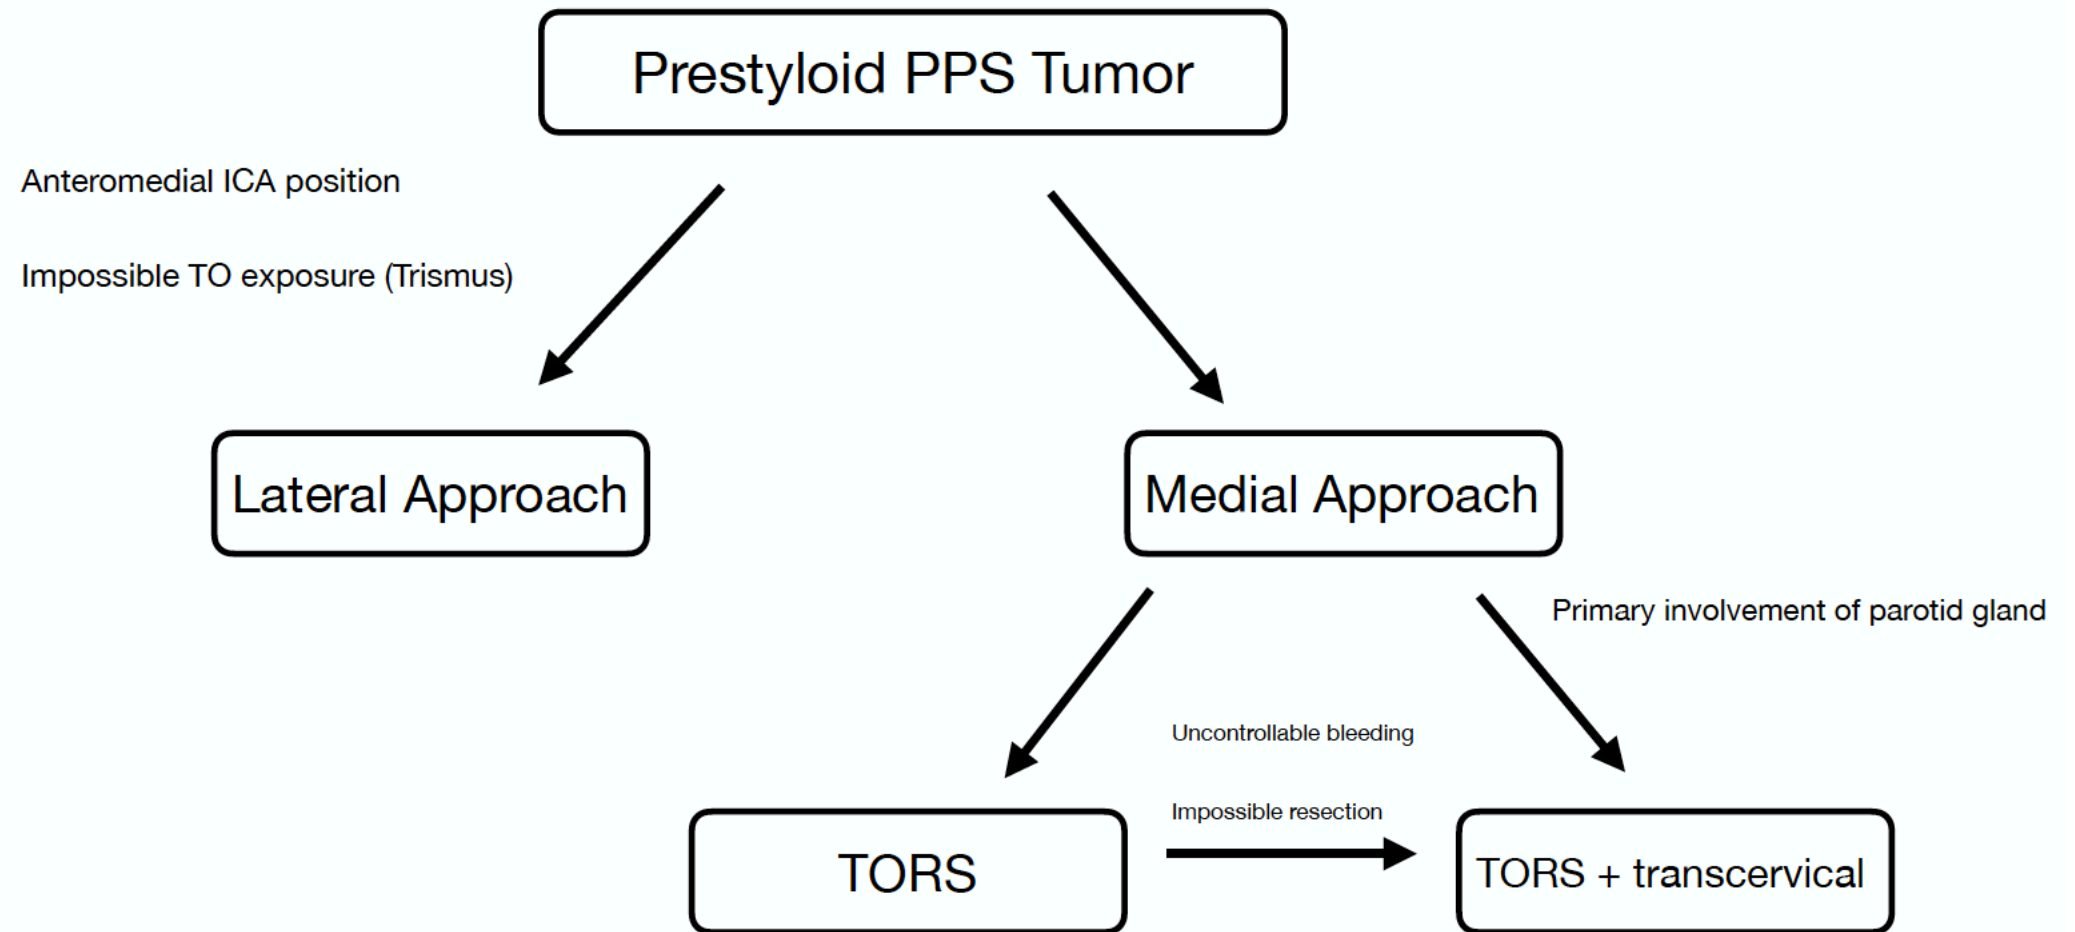 Prestyloid PPS Tumor
Anteromedial ICA position
Impossible TO exposure (Trismus)
Lateral Approach
Medial Approach
Primary involvement of parotid gland
Uncontrollable bleeding
Impossible resection
TORS
TORS + transcervical